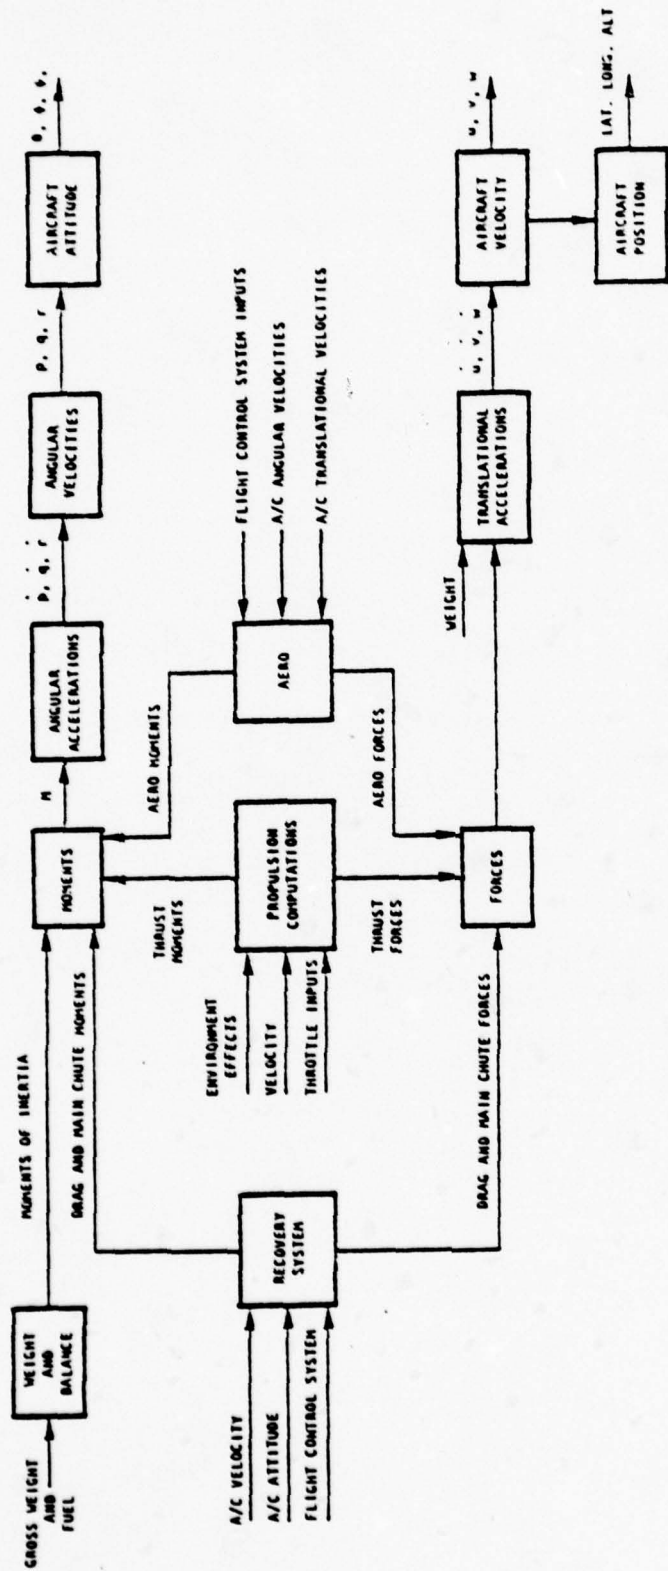 GROSS WEIGHT
AND
FUEL
WEIGHT
AND
BALANCE
MOMENTS OF INERTIA
DRAG AND MAIN CHUTE MOMENTS
MOMENTS
M
ANGULAR
ACCELERATIONS
ṗ, q̇, ṙ
ANGULAR
VELOCITIES
p, q, r
AIRCRAFT
ATTITUDE
A/C VELOCITY
A/C ATTITUDE
FLIGHT CONTROL SYSTEM
RECOVERY
SYSTEM
ENVIRONMENT
EFFECTS
VELOCITY
THROTTLE INPUTS
THRUST
MOMENTS
PROPULSION
COMPUTATIONS
THRUST
FORCES
AERO MOMENTS
AERO
AERO FORCES
FLIGHT CONTROL SYSTEM INPUTS
A/C ANGULAR VELOCITIES
A/C TRANSLATIONAL VELOCITIES
DRAG AND MAIN CHUTE FORCES
FORCES
WEIGHT
TRANSLATIONAL
ACCELERATIONS
u̇, v̇, ẇ
AIRCRAFT
VELOCITY
u, v, w
AIRCRAFT
POSITION
LAT. LONG. ALT